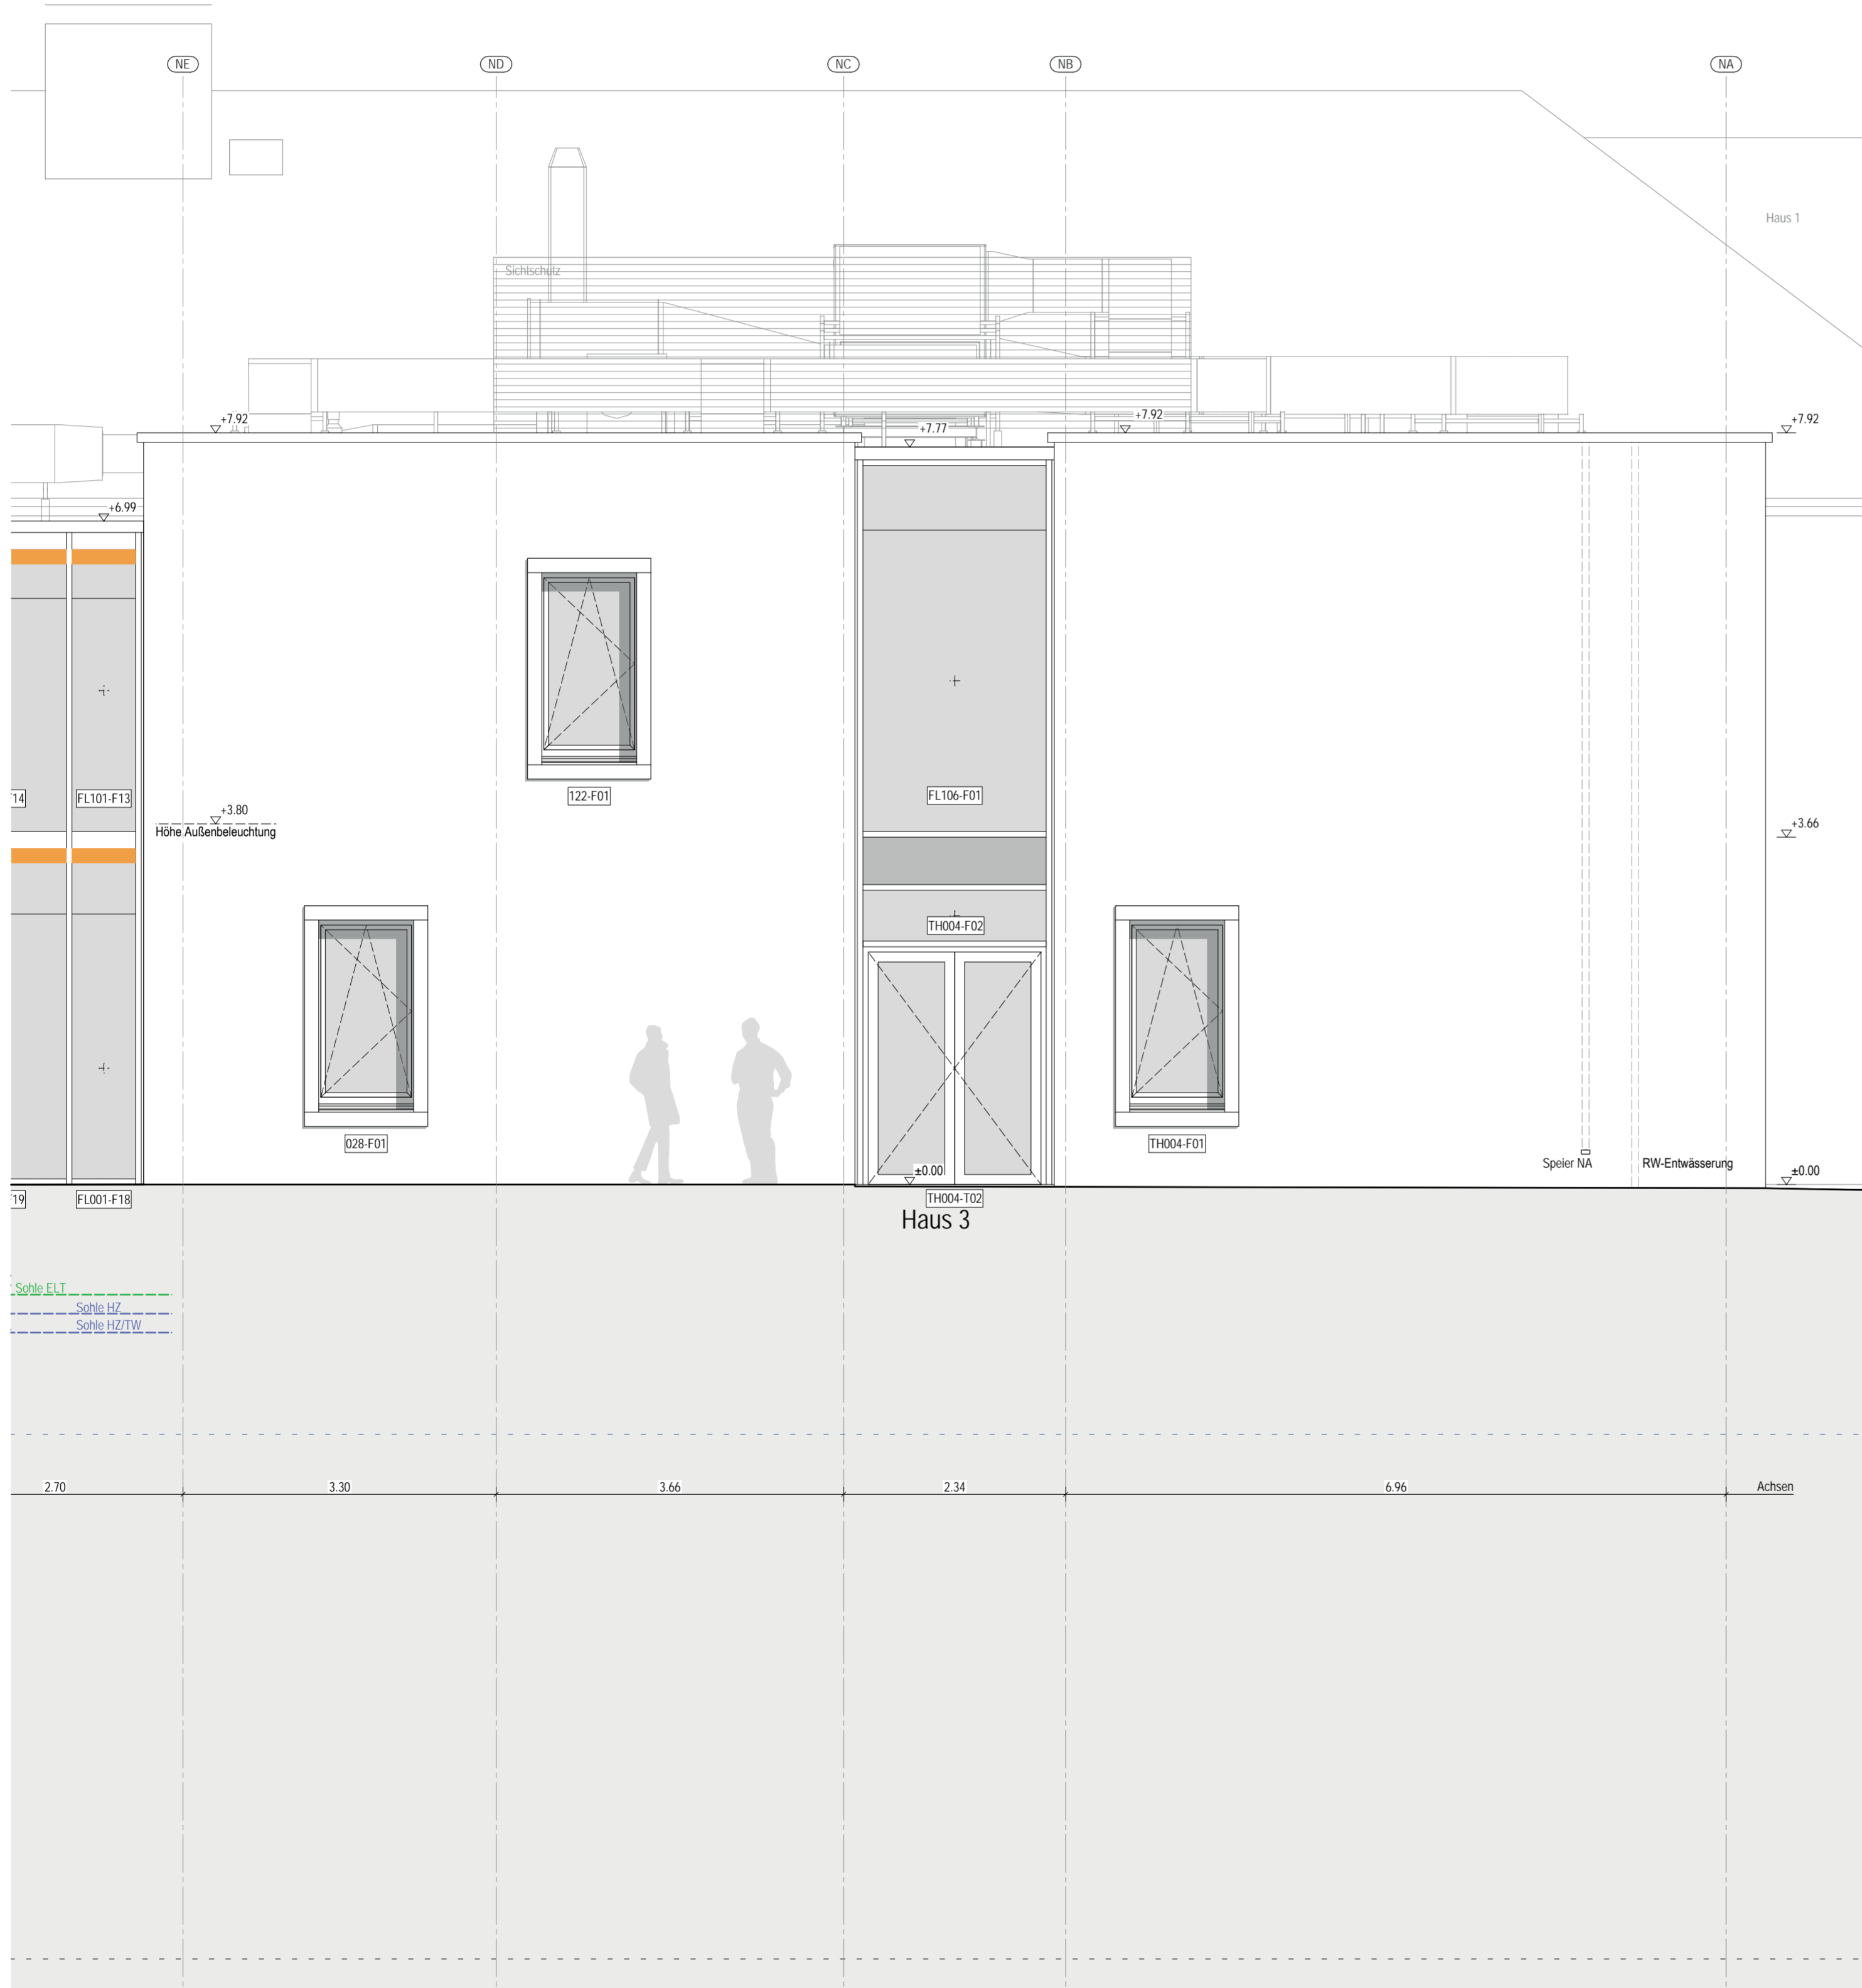 NE
ND
NC
NB
NA
Haus 1
Sichtschutz
+7.92
+7.92
+7.92
+7.77
+6.99
FL101-F13
122-F01
FL106-F01
+3.80
Höhe Außenbeleuchtung
+3.66
TH004-F02
028-F01
TH004-F01
Speier NA
RW-Entwässerung
±0.00
±0.00
FL001-F18
TH004-T02
Haus 3
Sohle ELT
Sohle HZ
Sohle HZ/TW
2.70
3.30
3.66
2.34
6.96
Achsen